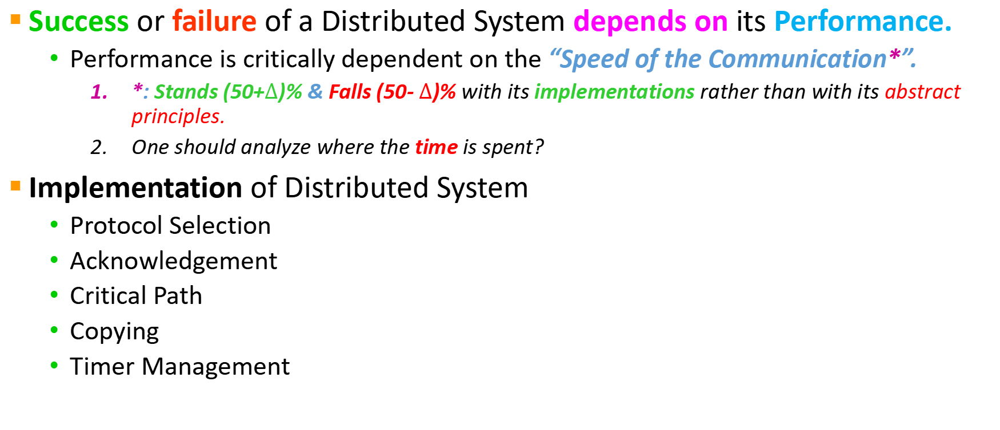 ▪ Success or failure of a Distributed System depends on its Performance.
• Performance is critically dependent on the “Speed of the Communication*”.
1. *: Stands (50+Δ)% & Falls (50- Δ)% with its implementations rather than with its abstract
principles.
2. One should analyze where the time is spent?
▪ Implementation of Distributed System
• Protocol Selection
• Acknowledgement
• Critical Path
• Copying
• Timer Management